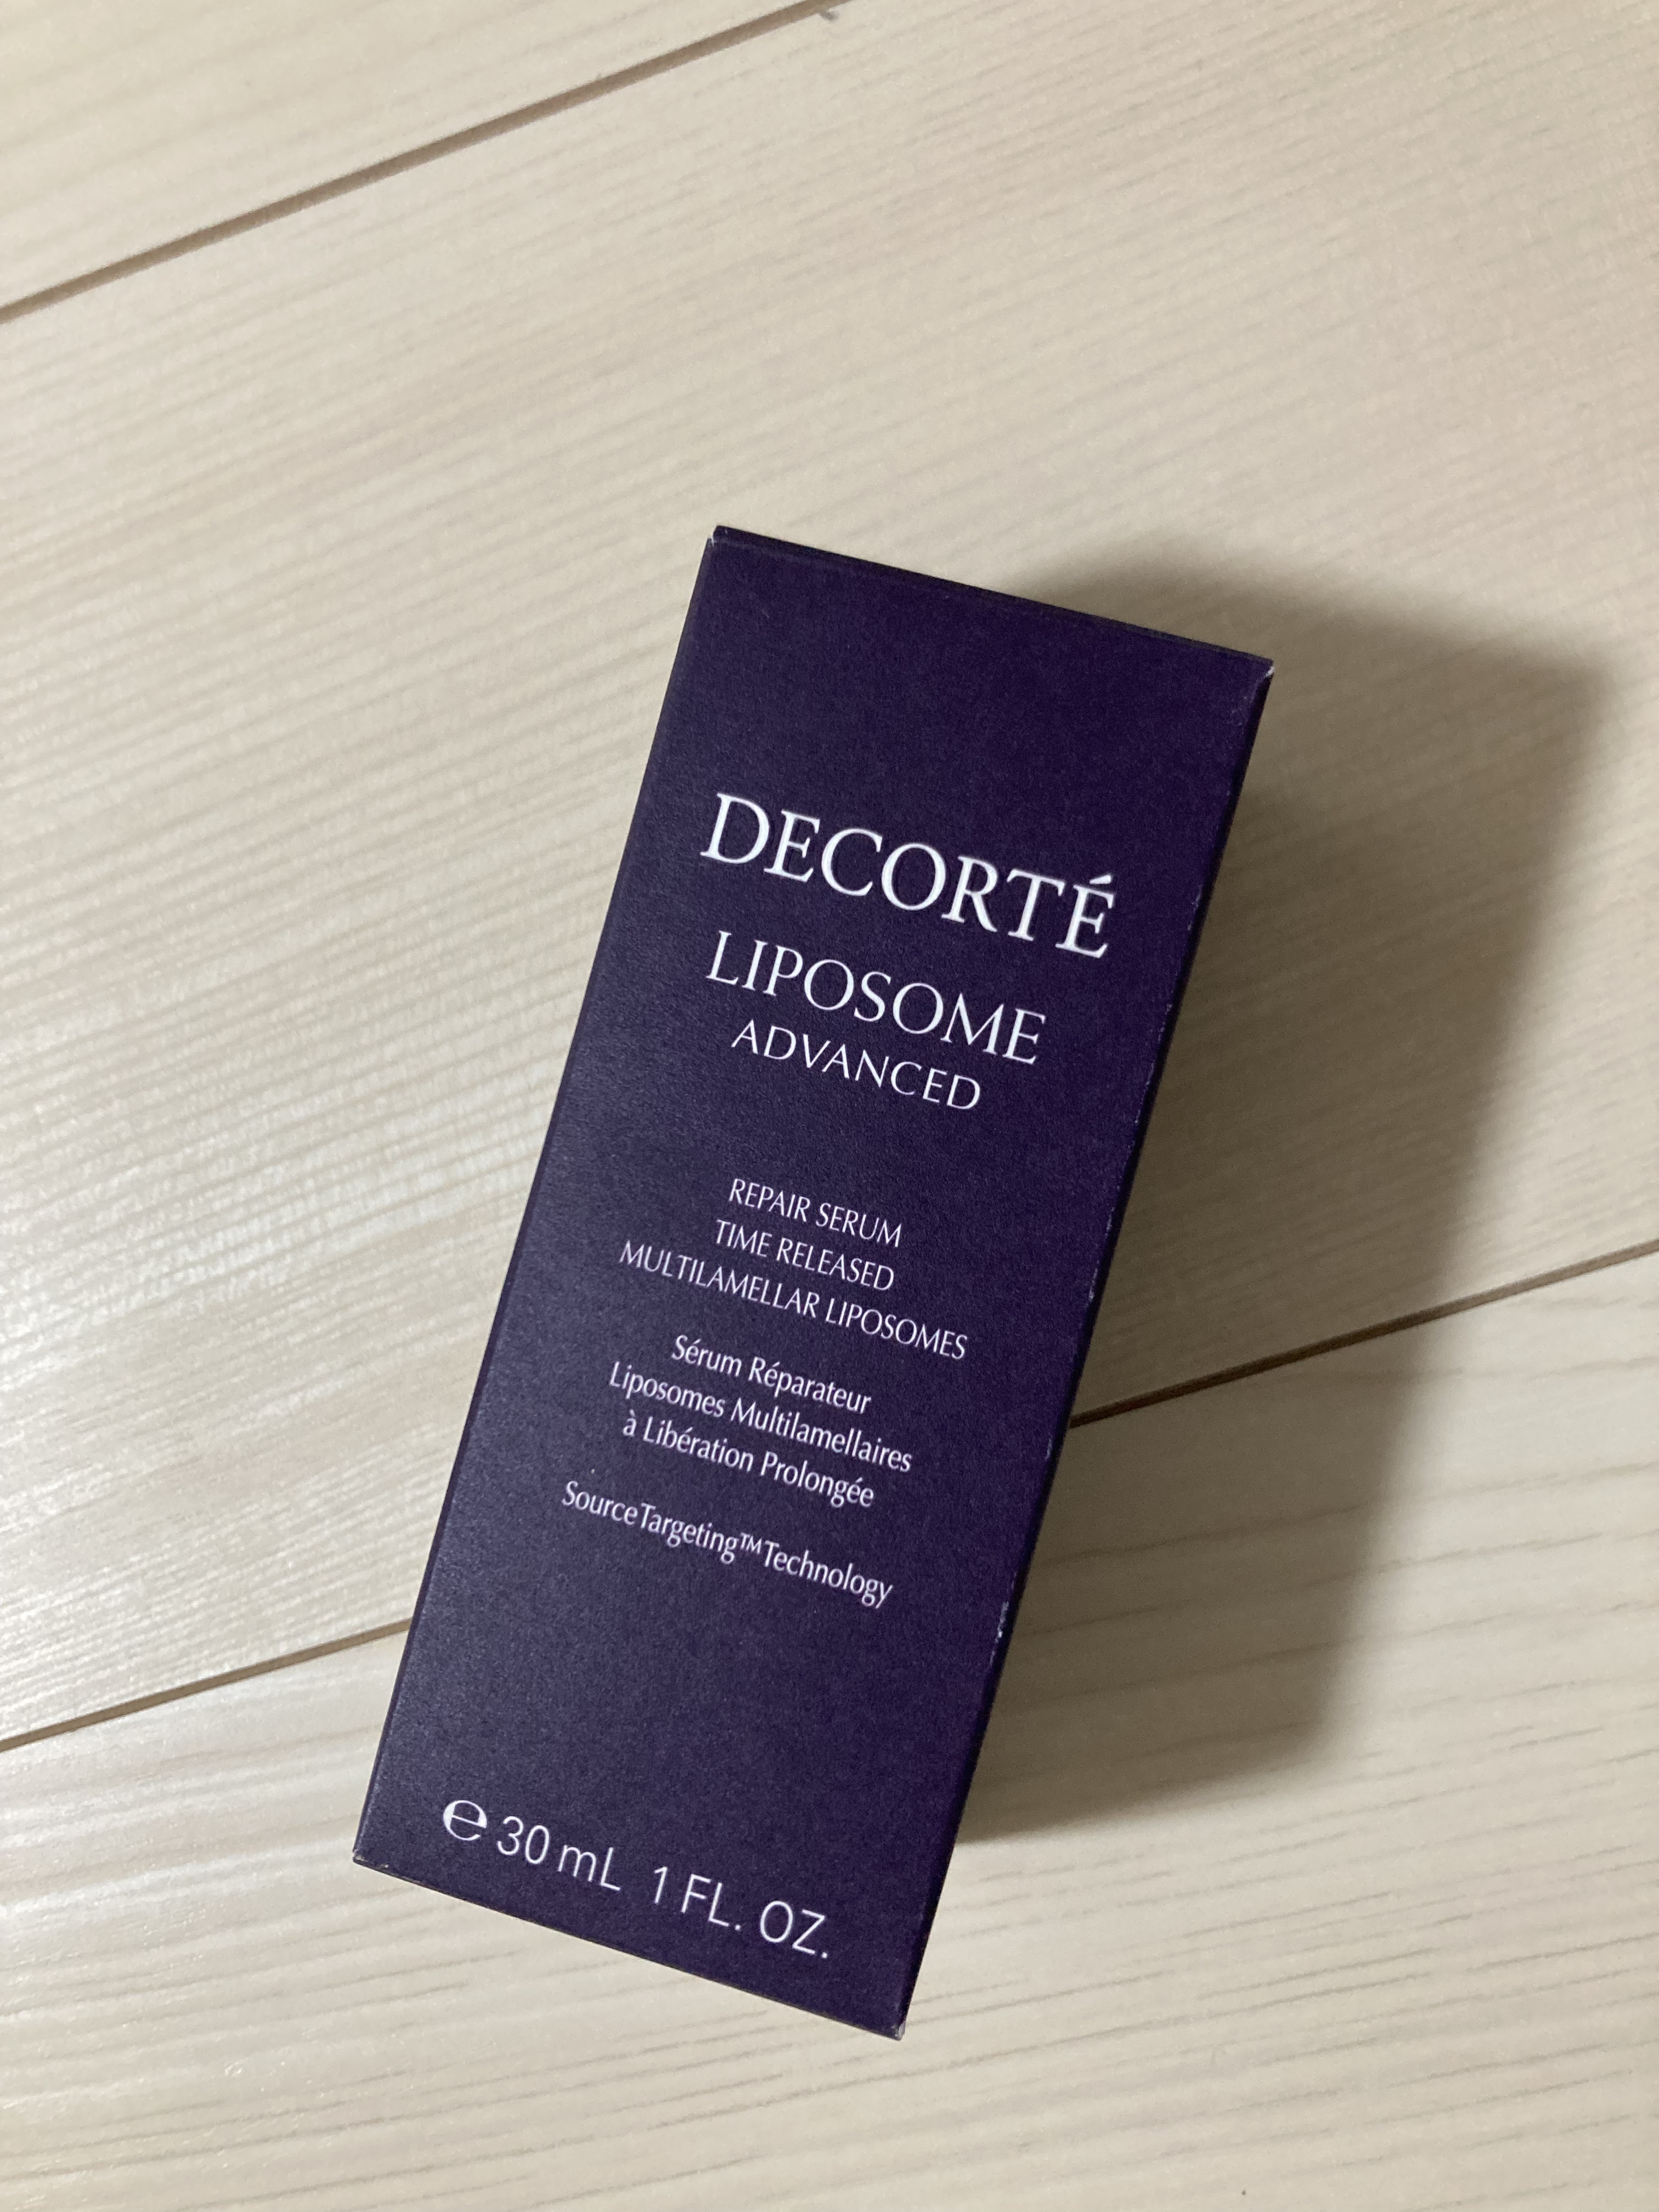 DECORTÉ
LIPOSOME
ADVANCED
REPAIR SERUM
TIME RELEASED
MULTILAMELLAR LIPOSOMES
Sérum Réparateur
Liposomes Multilamellaires
à Libération Prolongée
SourceTargeting™Technology
℮ 30 mL 1 FL. OZ.